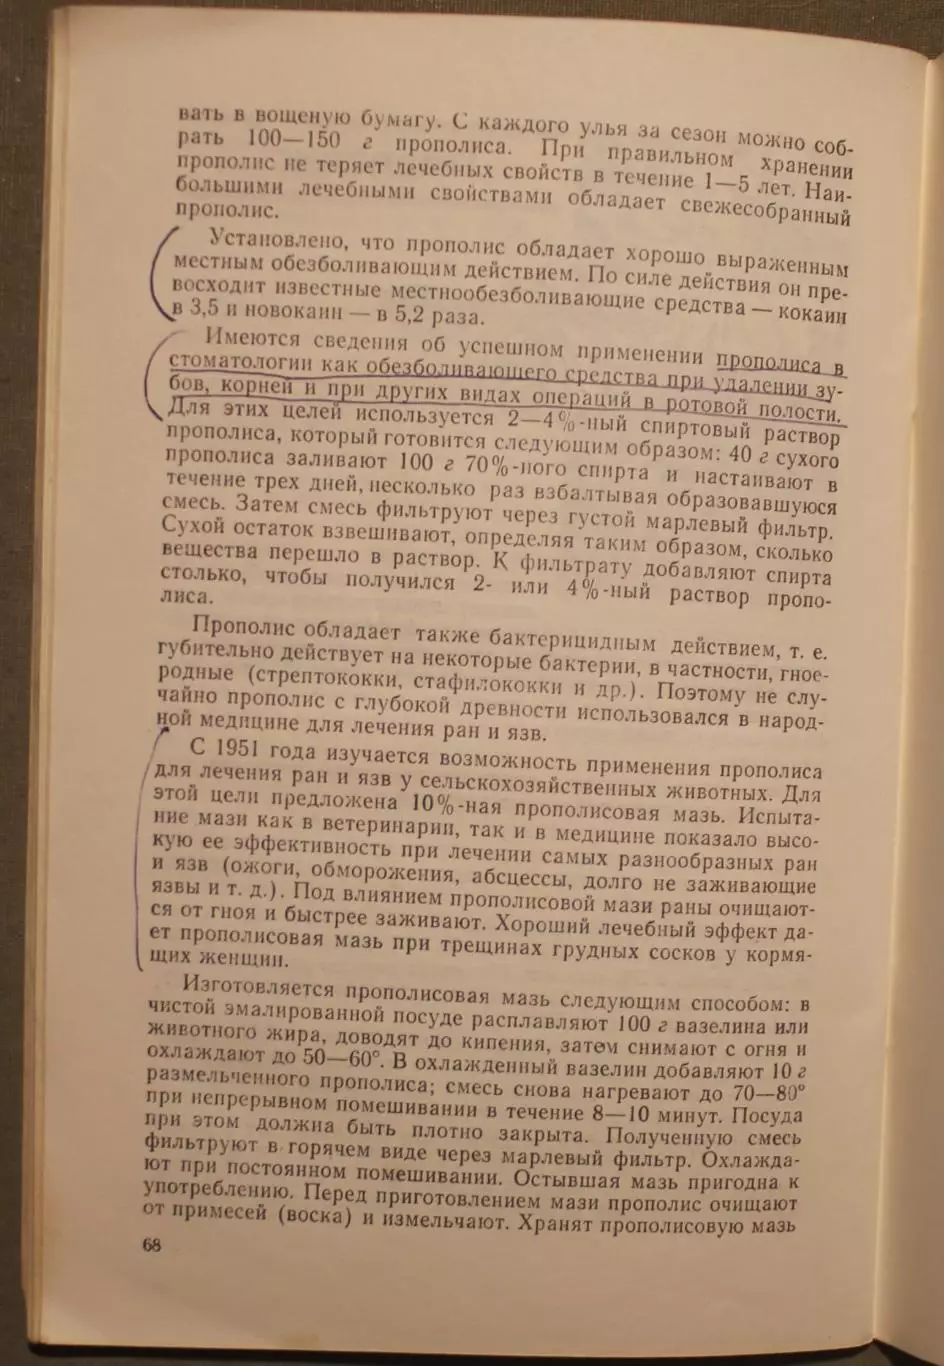 вать в вощеную бумагу. С каждого улья за сезон можно соб-
рать 100—150 г прополиса. При правильном хранении
прополис не теряет лечебных свойств в течение 1—5 лет. Наи-
большими лечебными свойствами обладает свежесобранный
прополис.
Установлено, что прополис обладает хорошо выраженным
местным обезболивающим действием. По силе действия он пре-
восходит известные местнообезболивающие средства — кокаин
в 3,5 и новокаин — в 5,2 раза.
Имеются сведения об успешном применении прополиса в
стоматологии как обезболивающего средства при удалении зу-
бов, корней и при других видах операций в ротовой полости.
Для этих целей используется 2—4%-ный спиртовый раствор
прополиса, который готовится следующим образом: 40 г сухого
прополиса заливают 100 г 70%-ного спирта и настаивают в
течение трех дней, несколько раз взбалтывая образовавшуюся
смесь. Затем смесь фильтруют через густой марлевый фильтр.
Сухой остаток взвешивают, определяя таким образом, сколько
вещества перешло в раствор. К фильтрату добавляют спирта
столько, чтобы получился 2- или 4%-ный раствор пропо-
лиса.
Прополис обладает также бактерицидным действием, т. е.
губительно действует на некоторые бактерии, в частности, гное-
родные (стрептококки, стафилококки и др.). Поэтому не слу-
чайно прополис с глубокой древности использовался в народ-
ной медицине для лечения ран и язв.
С 1951 года изучается возможность применения прополиса
для лечения ран и язв у сельскохозяйственных животных. Для
этой цели предложена 10%-ная прополисовая мазь. Испыта-
ние мази как в ветеринарии, так и в медицине показало высо-
кую ее эффективность при лечении самых разнообразных ран
и язв (ожоги, обморожения, абсцессы, долго не заживающие
язвы и т. д.). Под влиянием прополисовой мази раны очищают-
ся от гноя и быстрее заживают. Хороший лечебный эффект да-
ет прополисовая мазь при трещинах грудных сосков у кормя-
щих женщин.
Изготовляется прополисовая мазь следующим способом: в
чистой эмалированной посуде расплавляют 100 г вазелина или
животного жира, доводят до кипения, затем снимают с огня и
охлаждают до 50—60°. В охлажденный вазелин добавляют 10 г
размельченного прополиса; смесь снова нагревают до 70—80°
при непрерывном помешивании в течение 8—10 минут. Посуда
при этом должна быть плотно закрыта. Полученную смесь
фильтруют в горячем виде через марлевый фильтр. Охлажда-
ют при постоянном помешивании. Остывшая мазь пригодна к
употреблению. Перед приготовлением мази прополис очищают
от примесей (воска) и измельчают. Хранят прополисовую мазь
68